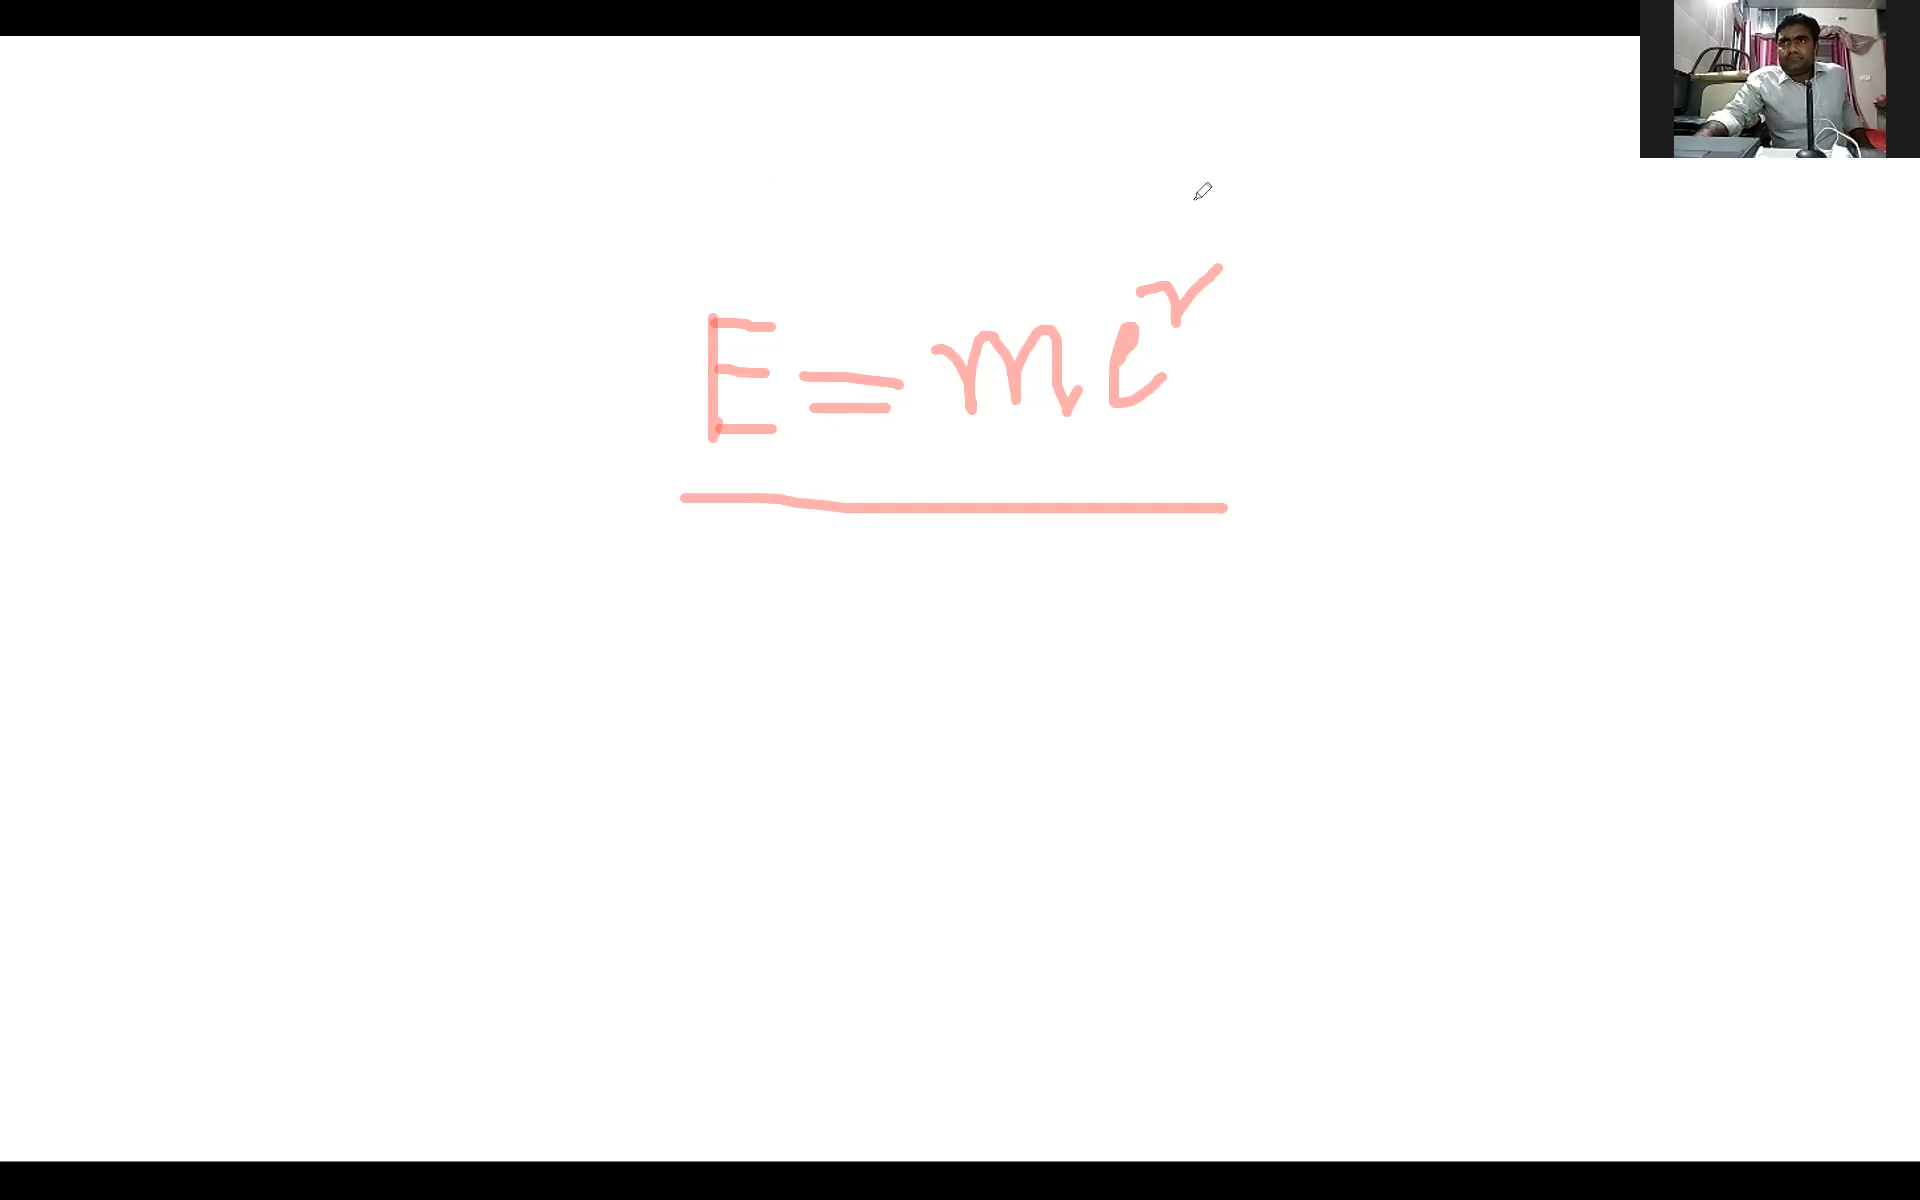 E = mc²